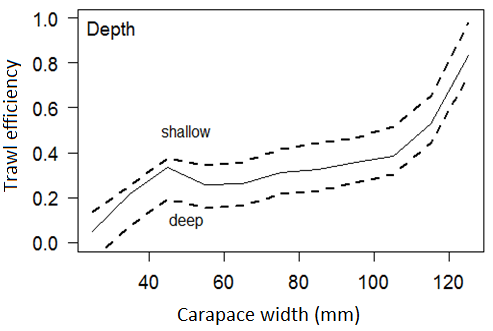 Depth
Trawl efficiency
1.0
0.8
0.6
0.4
0.2
0.0
shallow
deep
40 60 80 100 120
Carapace width (mm)